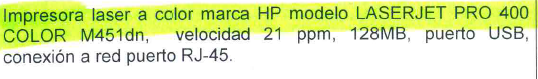 Impresora laser a color marca HP modelo LASERJET PRO 400
COLOR M451dn, velocidad 21 ppm, 128MB, puerto USB,
conexión a red puerto RJ-45.